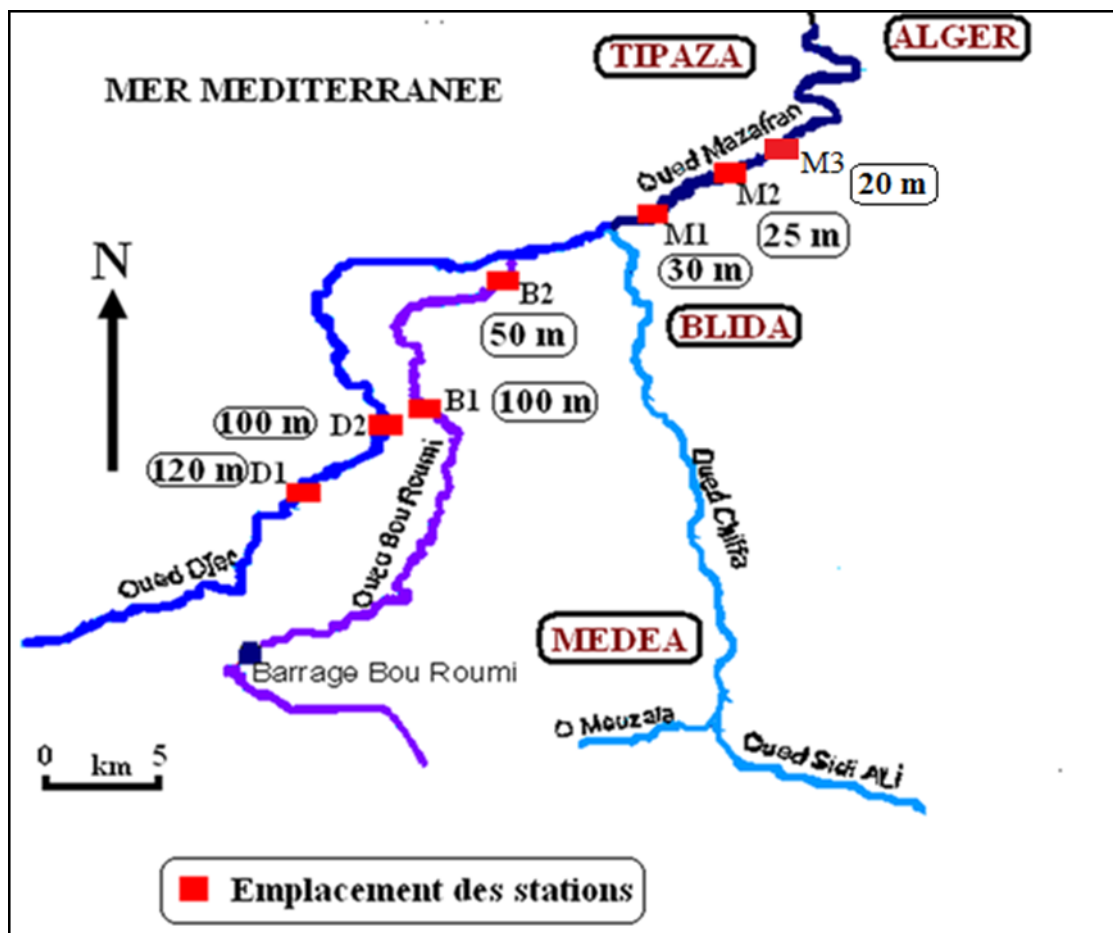 ALGER
TIPAZA
MER MEDITERRANEE
Oued Mazafran
M3
20 m
M2
25 m
M1
30 m
N
B2
50 m
BLIDA
B1
100 m
100 m
D2
120 m
D1
Oued Bou Roumi
Oued Chiffa
Oued Djer
MEDEA
Barrage Bou Roumi
O Mouzaia
Oued Sidi ALI
0
5
km
Emplacement des stations